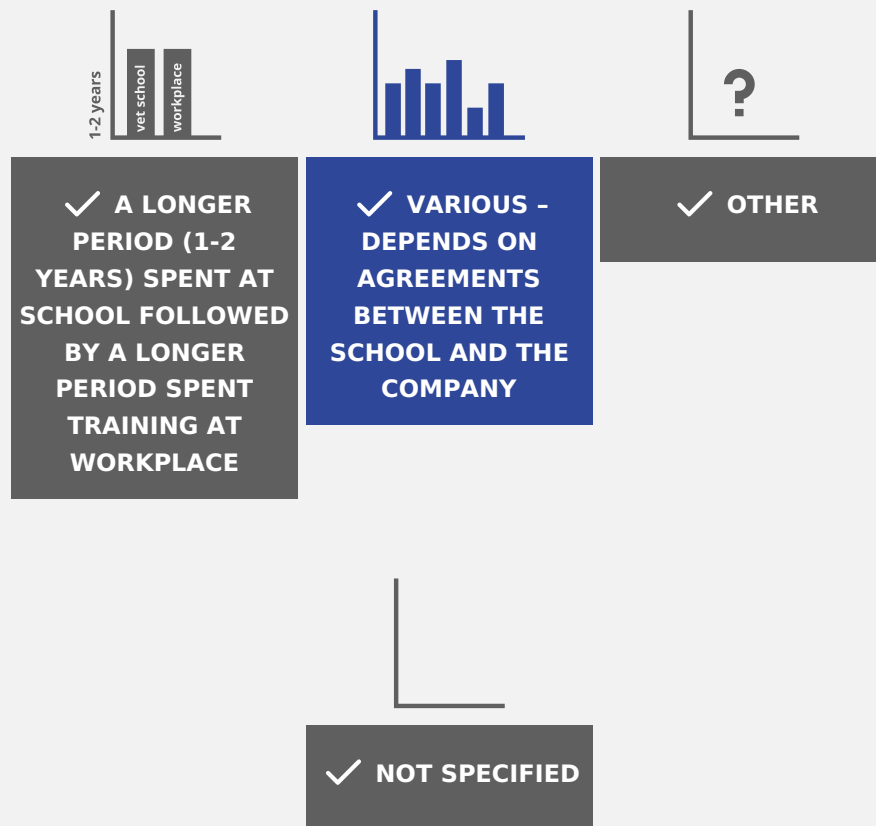 1-2 years
vet school
workplace
?
A LONGER
PERIOD (1-2
YEARS) SPENT AT
SCHOOL FOLLOWED
BY A LONGER
PERIOD SPENT
TRAINING AT
WORKPLACE
VARIOUS –
DEPENDS ON
AGREEMENTS
BETWEEN THE
SCHOOL AND THE
COMPANY
OTHER
NOT SPECIFIED